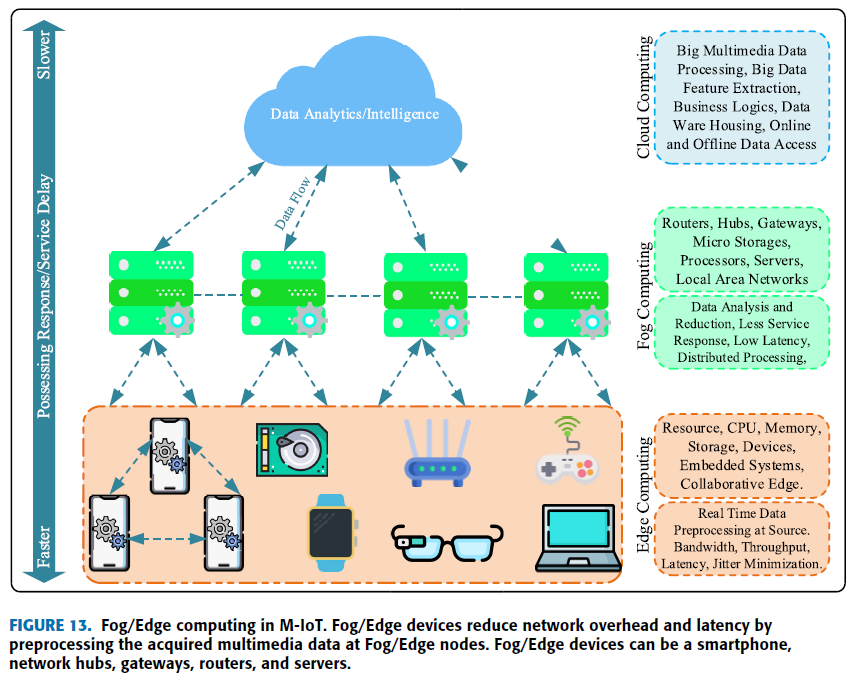 Slower
Possessing Response/Service Delay
Faster
Data Analytics/Intelligence
Data Flow
Cloud Computing
Big Multimedia Data
Processing, Big Data
Feature Extraction,
Business Logics, Data
Ware Housing, Online
and Offline Data Access
Fog Computing
Routers, Hubs, Gateways,
Micro Storages,
Processors, Servers,
Local Area Networks
Data Analysis and
Reduction, Less Service
Response, Low Latency,
Distributed Processing,
Edge Computing
Resource, CPU, Memory,
Storage, Devices,
Embedded Systems,
Collaborative Edge.
Real Time Data
Preprocessing at Source.
Bandwidth, Throughput,
Latency, Jitter Minimization.
FIGURE 13. Fog/Edge computing in M-IoT. Fog/Edge devices reduce network overhead and latency by
preprocessing the acquired multimedia data at Fog/Edge nodes. Fog/Edge devices can be a smartphone,
network hubs, gateways, routers, and servers.